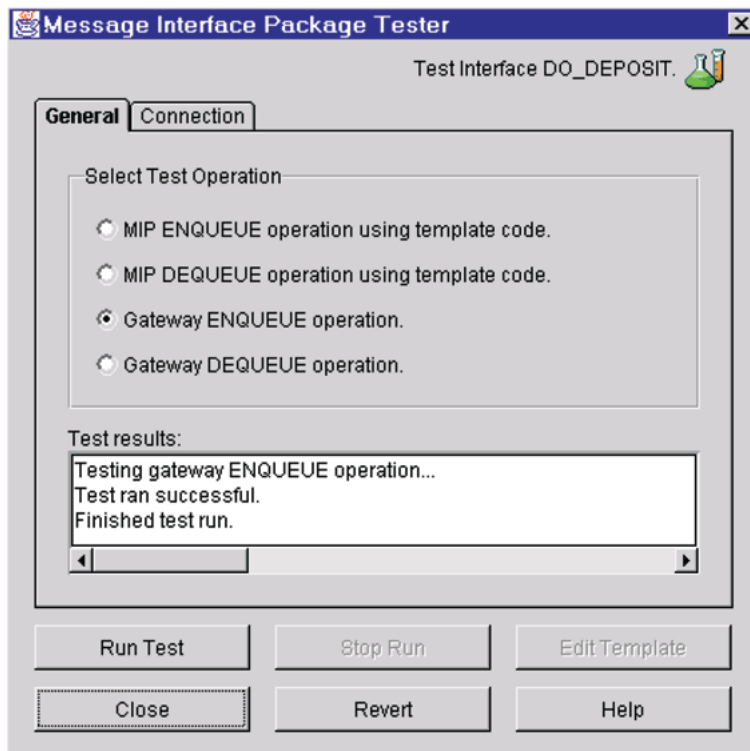 Message Interface Package Tester
Test Interface DO_DEPOSIT.
General Connection
Select Test Operation
MIP ENQUEUE operation using template code.
MIP DEQUEUE operation using template code.
Gateway ENQUEUE operation.
Gateway DEQUEUE operation.
Test results:
Testing gateway ENQUEUE operation...
Test ran successful.
Finished test run.
Run Test Stop Run Edit Template
Close Revert Help